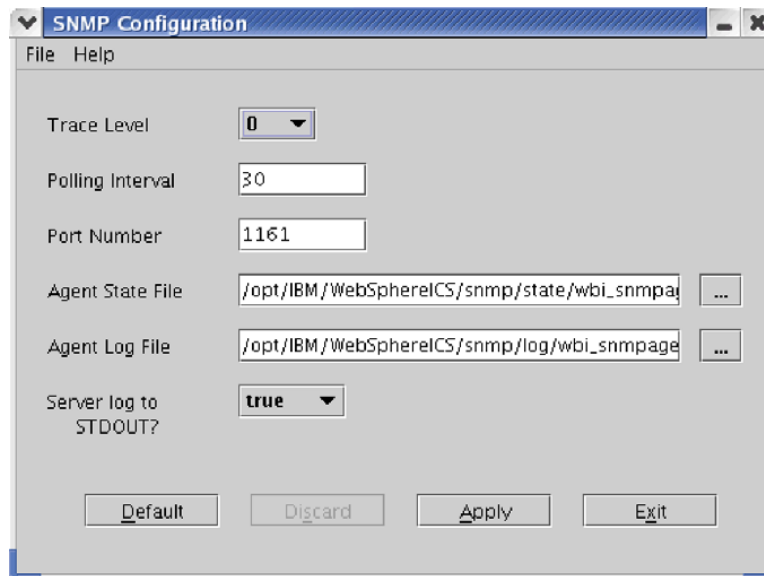 SNMP Configuration
File Help
Trace Level 0
Polling Interval 30
Port Number 1161
Agent State File /opt/IBM/WebSphereICS/snmp/state/wbi_snmpa ...
Agent Log File /opt/IBM/WebSphereICS/snmp/log/wbi_snmpage ...
Server log to true
STDOUT?
Default Discard Apply Exit